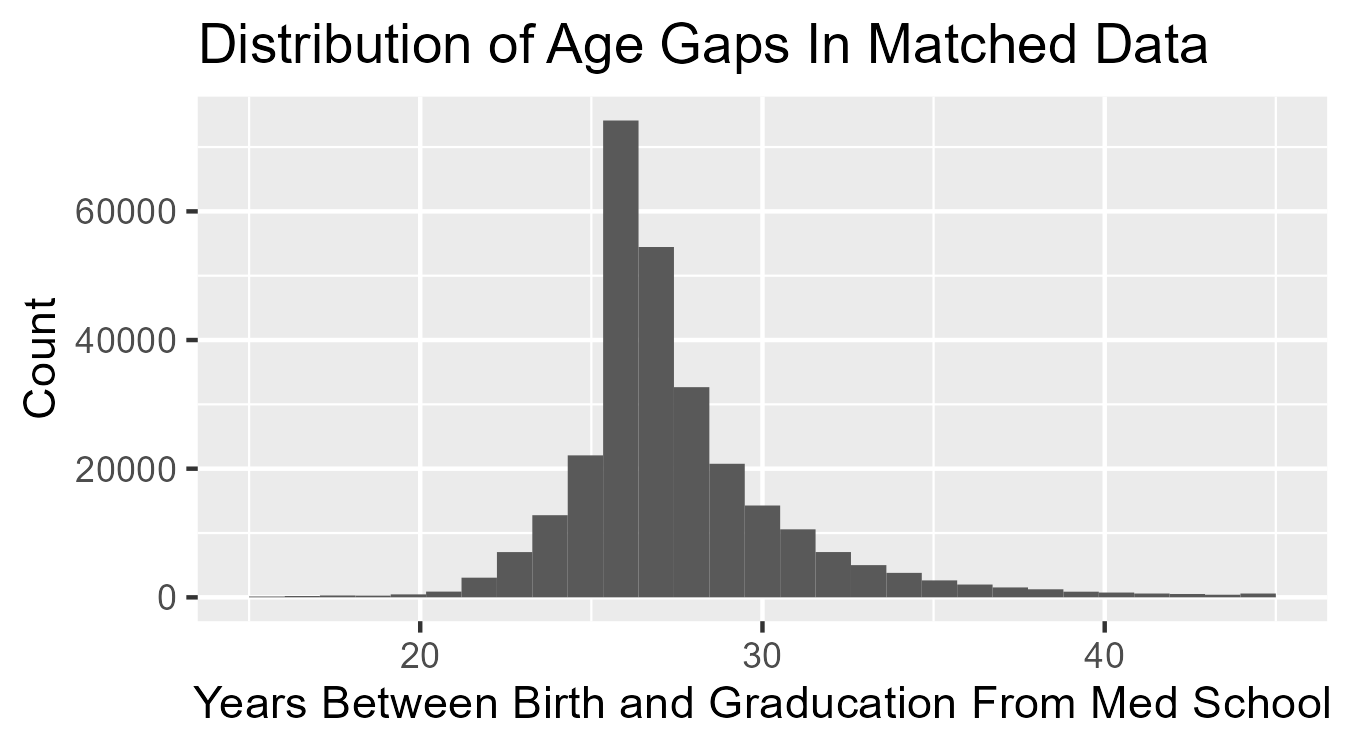 Distribution of Age Gaps In Matched Data
Count
60000
40000
20000
0
20 30 40
Years Between Birth and Graducation From Med School